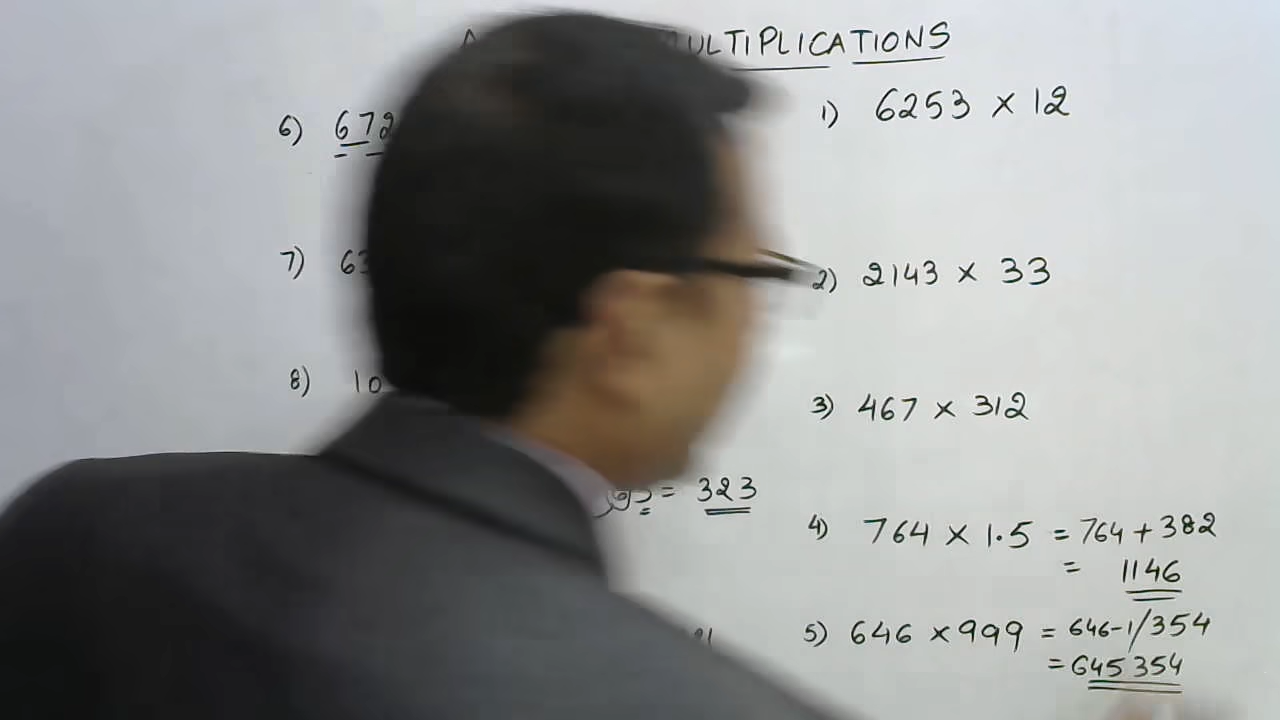 MULTIPLICATIONS
6) 672
7) 63
8) 10
= 323
1) 6253 × 12
2) 2143 × 33
3) 467 × 312
4) 764 × 1.5 = 764 + 382
= 1146
5) 646 × 999 = 646-1/354
= 645354